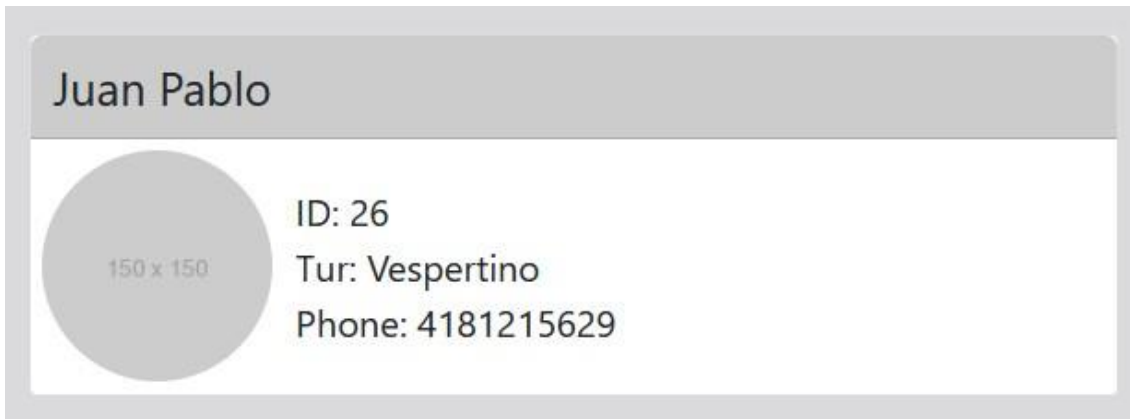 Juan Pablo
150 x 150
ID: 26
Tur: Vespertino
Phone: 4181215629